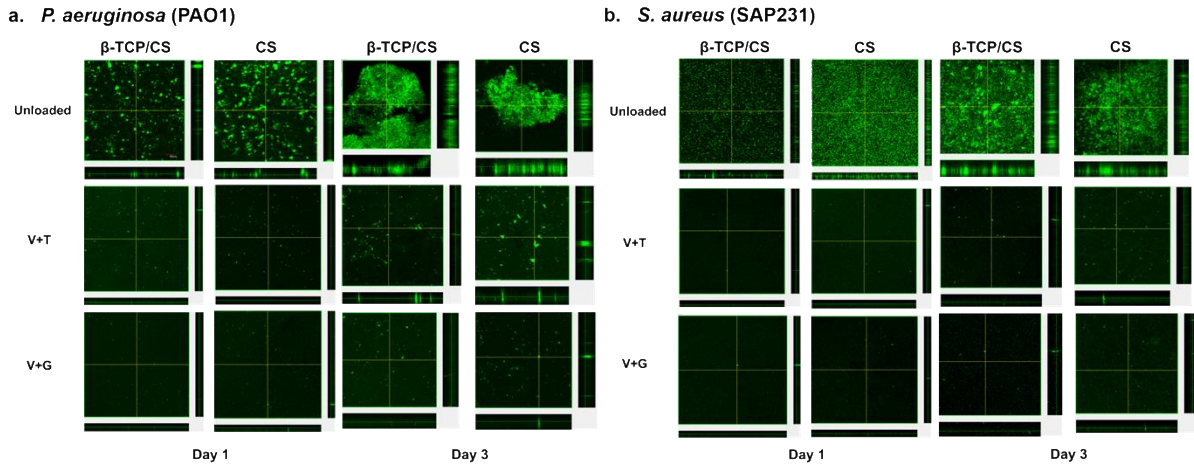 a. P. aeruginosa (PAO1)
b. S. aureus (SAP231)
β-TCP/CS CS β-TCP/CS CS
β-TCP/CS CS β-TCP/CS CS
Unloaded
Unloaded
V+T
V+T
V+G
V+G
Day 1 Day 3
Day 1 Day 3